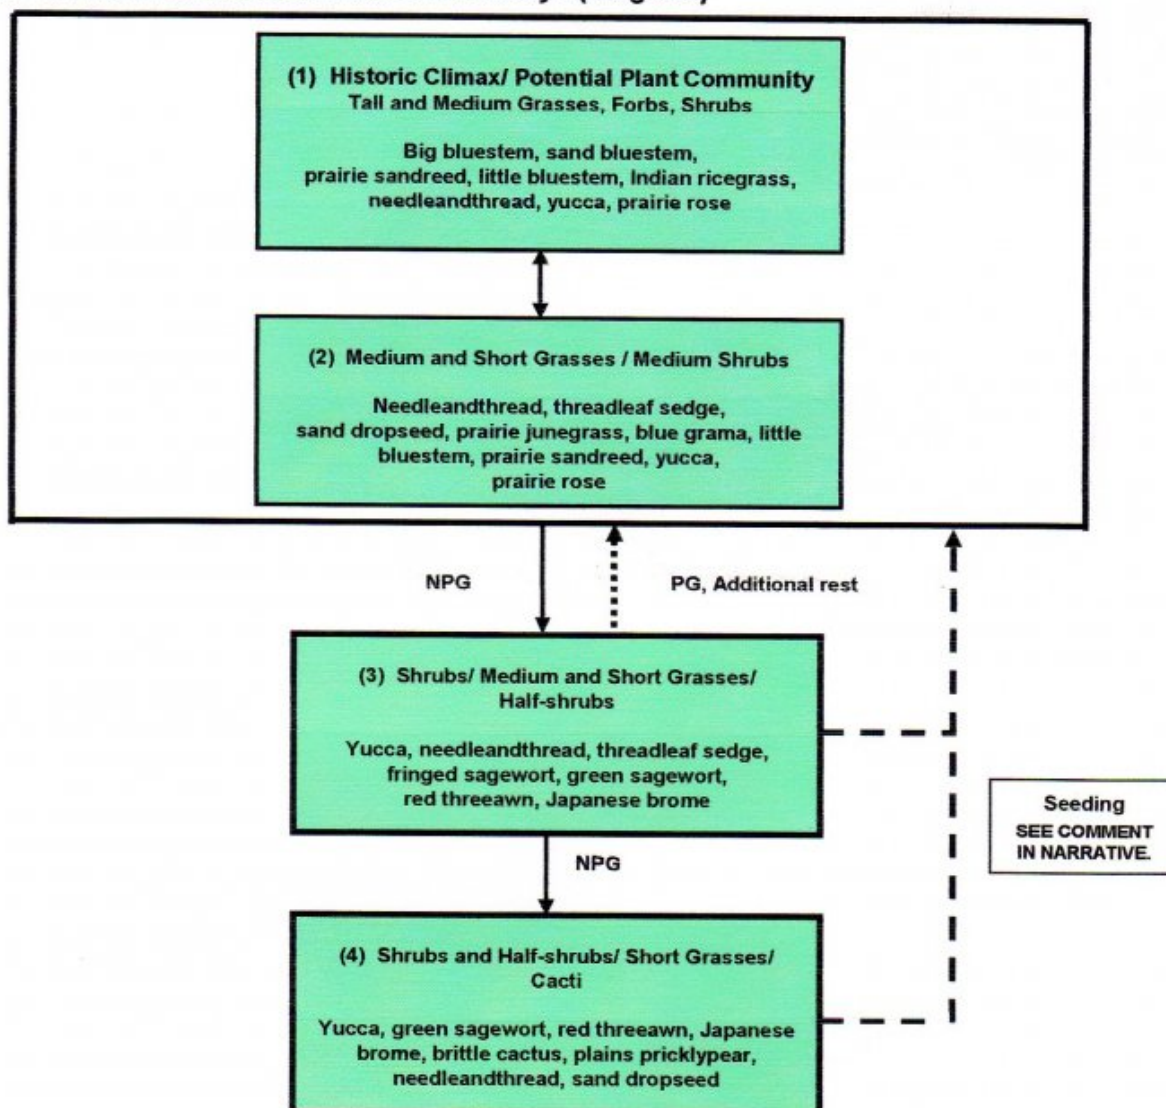 (1) Historic Climax/ Potential Plant Community
Tall and Medium Grasses, Forbs, Shrubs
Big bluestem, sand bluestem,
prairie sandreed, little bluestem, Indian ricegrass,
needleandthread, yucca, prairie rose
(2) Medium and Short Grasses / Medium Shrubs
Needleandthread, threadleaf sedge,
sand dropseed, prairie junegrass, blue grama, little
bluestem, prairie sandreed, yucca,
prairie rose
NPG
PG, Additional rest
(3) Shrubs/ Medium and Short Grasses/
Half-shrubs
Yucca, needleandthread, threadleaf sedge,
fringed sagewort, green sagewort,
red threeawn, Japanese brome
Seeding
SEE COMMENT
IN NARRATIVE.
NPG
(4) Shrubs and Half-shrubs/ Short Grasses/
Cacti
Yucca, green sagewort, red threeawn, Japanese
brome, brittle cactus, plains pricklypear,
needleandthread, sand dropseed